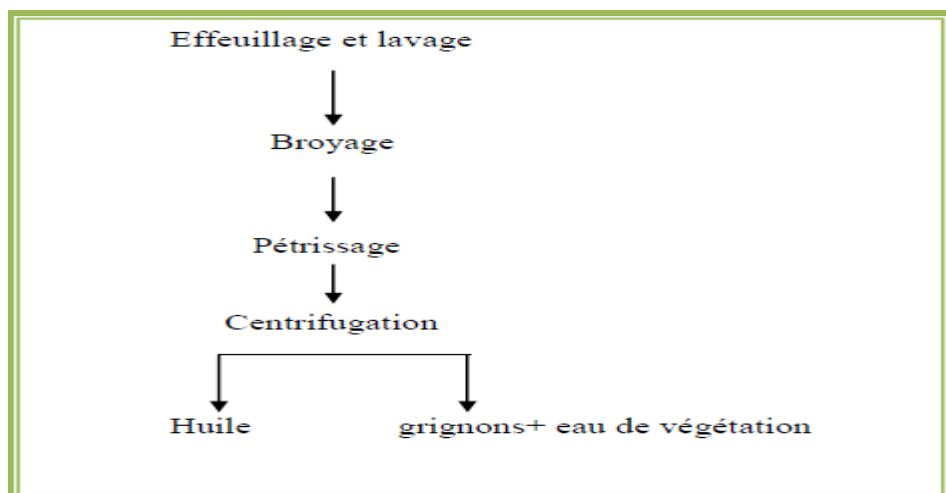 Effeuillage et lavage
Broyage
Pétrissage
Centrifugation
Huile grignons+ eau de végétation